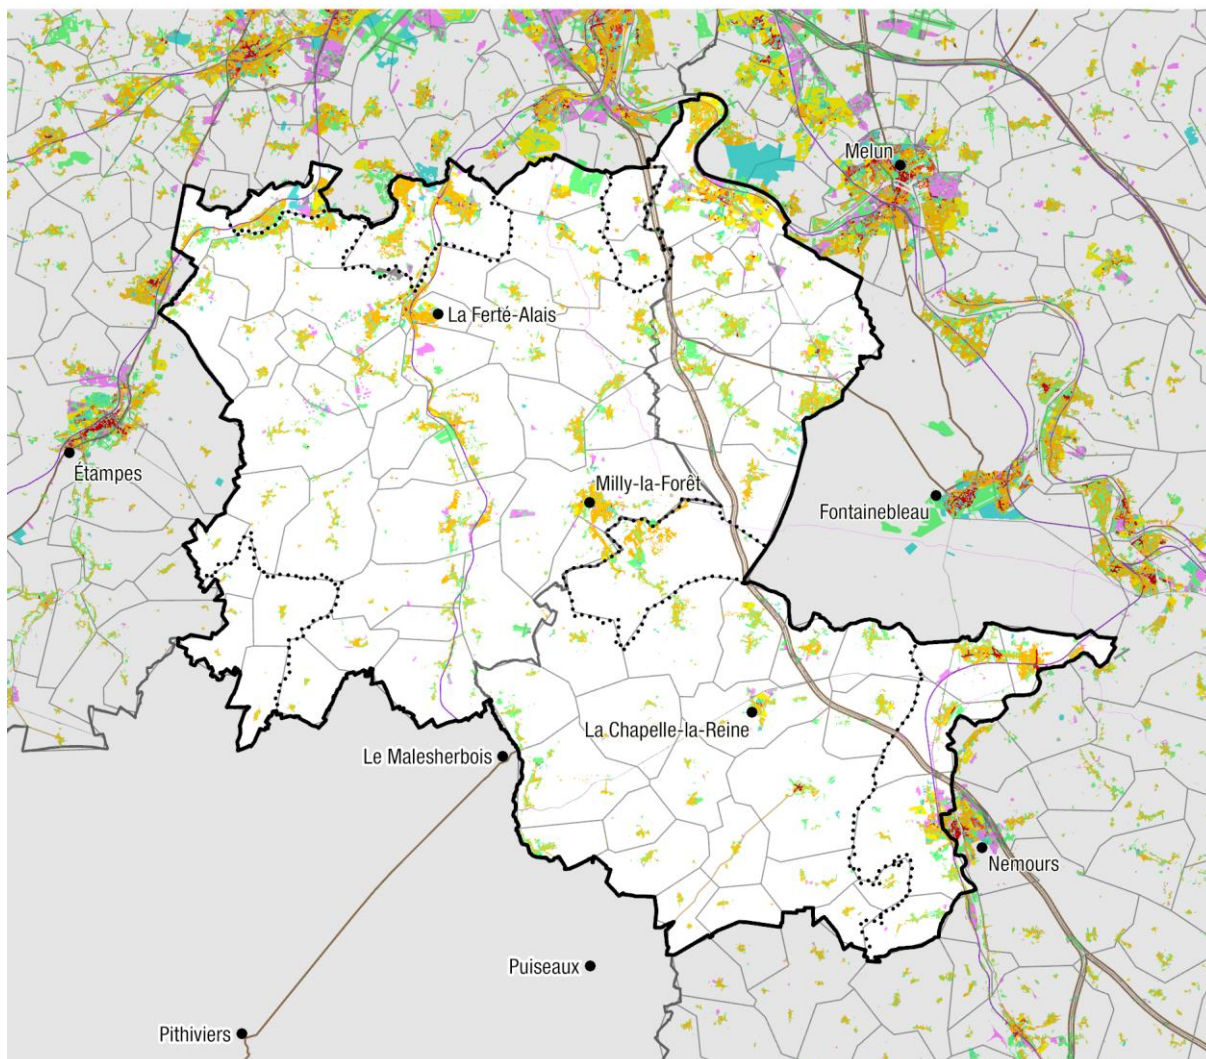 Melun
La Ferté-Alais
Étampes
Milly-la-Forêt
Fontainebleau
La Chapelle-la-Reine
Le Malesherbois
Nemours
Puiseaux
Pithiviers